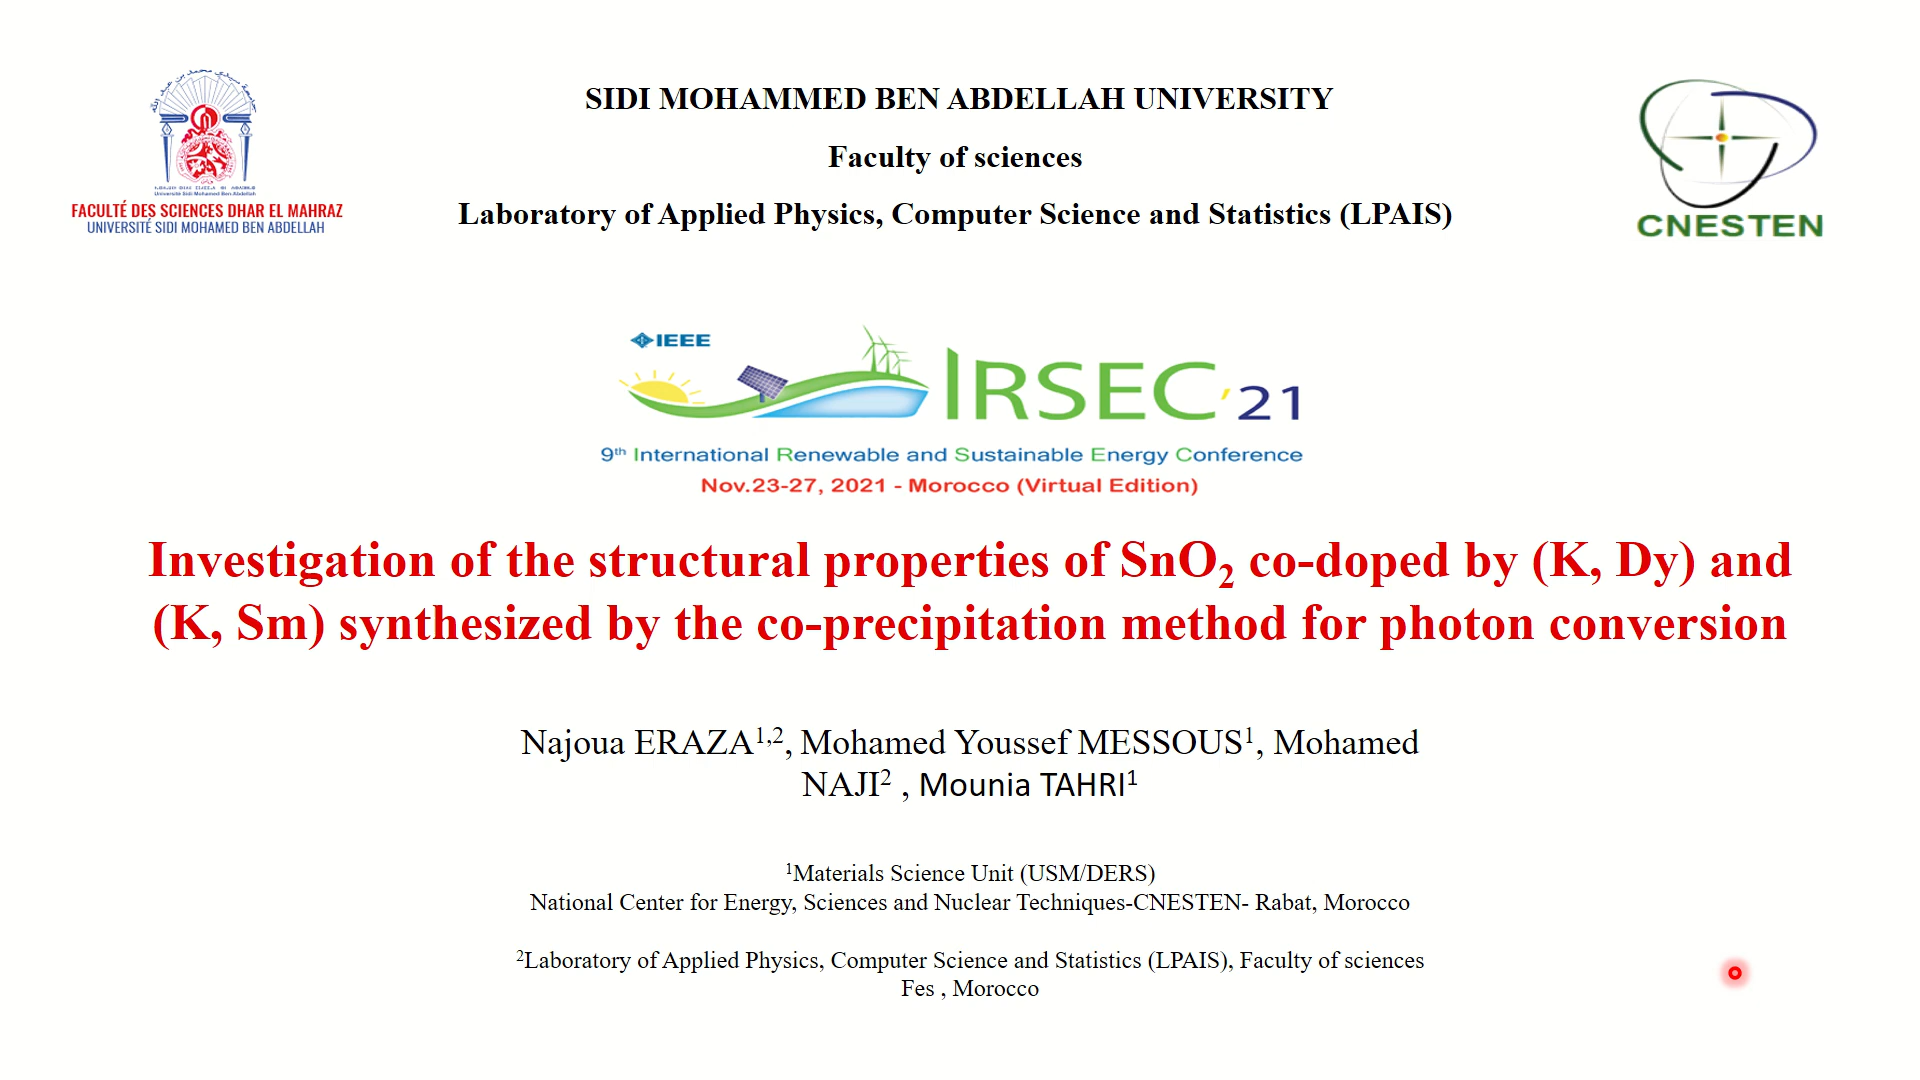 SIDI MOHAMMED BEN ABDELLAH UNIVERSITY
Faculty of sciences
Laboratory of Applied Physics, Computer Science and Statistics (LPAIS)
Université Sidi Mohamed Ben Abdellah
FACULTÉ DES SCIENCES DHAR EL MAHRAZ
UNIVERSITÉ SIDI MOHAMED BEN ABDELLAH
CNESTEN
IEEE
IRSEC'21
9th International Renewable and Sustainable Energy Conference
Nov.23-27, 2021 - Morocco (Virtual Edition)
Investigation of the structural properties of SnO₂ co-doped by (K, Dy) and
(K, Sm) synthesized by the co-precipitation method for photon conversion
Najoua ERAZA¹,², Mohamed Youssef MESSOUS¹, Mohamed
NAJI² , Mounia TAHRI¹
¹Materials Science Unit (USM/DERS)
National Center for Energy, Sciences and Nuclear Techniques-CNESTEN- Rabat, Morocco
²Laboratory of Applied Physics, Computer Science and Statistics (LPAIS), Faculty of sciences
Fes , Morocco